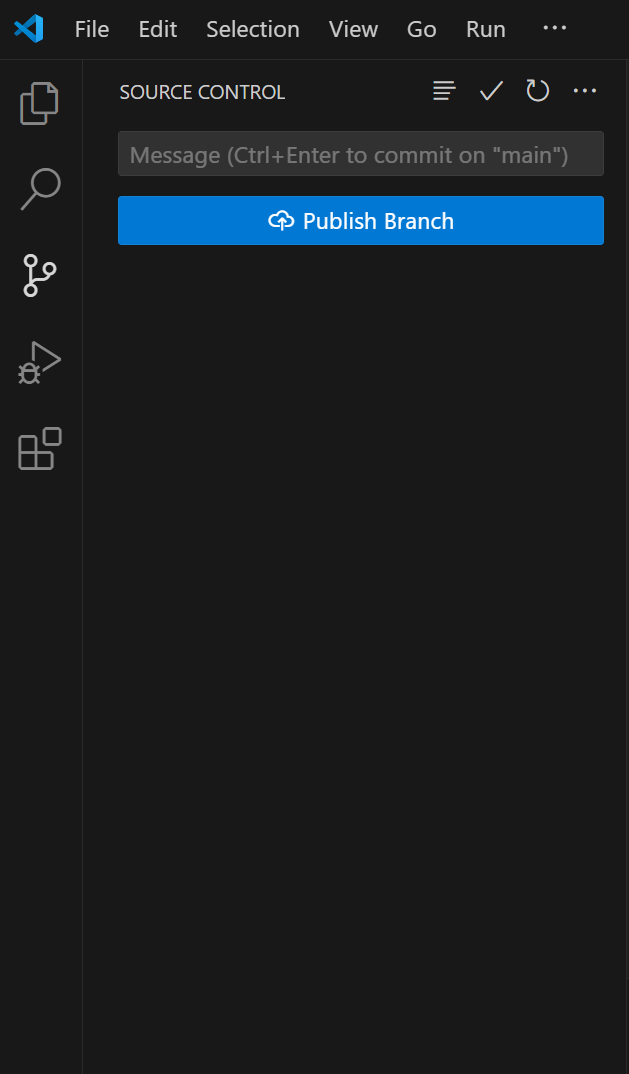 File Edit Selection View Go Run ···
SOURCE CONTROL ···
Message (Ctrl+Enter to commit on "main")
Publish Branch